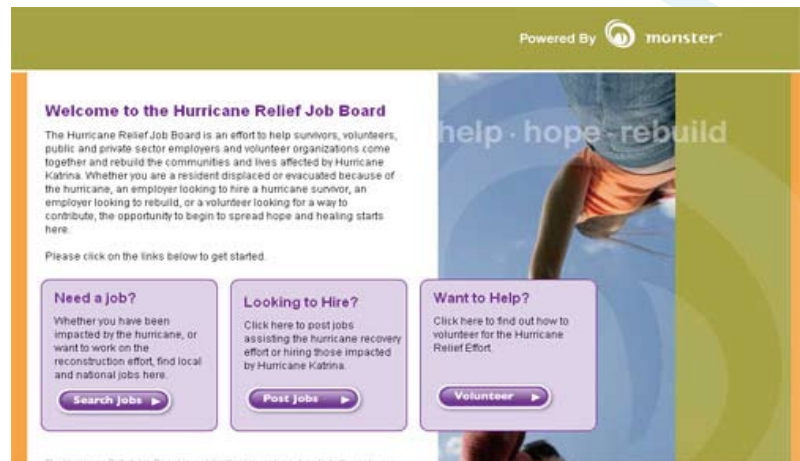 Powered By monster
Welcome to the Hurricane Relief Job Board
The Hurricane Relief Job Board is an effort to help survivors, volunteers,
public and private sector employers and volunteer organizations come
together and rebuild the communities and lives affected by Hurricane
Katrina. Whether you are a resident displaced or evacuated because of
the hurricane, an employer looking to hire a hurricane survivor, an
employer looking to rebuild, or a volunteer looking for a way to
contribute, the opportunity to begin to spread hope and healing starts
here.
help · hope · rebuild
Please click on the links below to get started.
Need a job?
Whether you have been
impacted by the hurricane, or
want to work on the
reconstruction effort, find local
and national jobs here.
Search Jobs
Looking to Hire?
Click here to post jobs
assisting the hurricane recovery
effort or hiring those impacted
by Hurricane Katrina.
Post Jobs
Want to Help?
Click here to find out how to
volunteer for the Hurricane
Relief Effort.
Volunteer